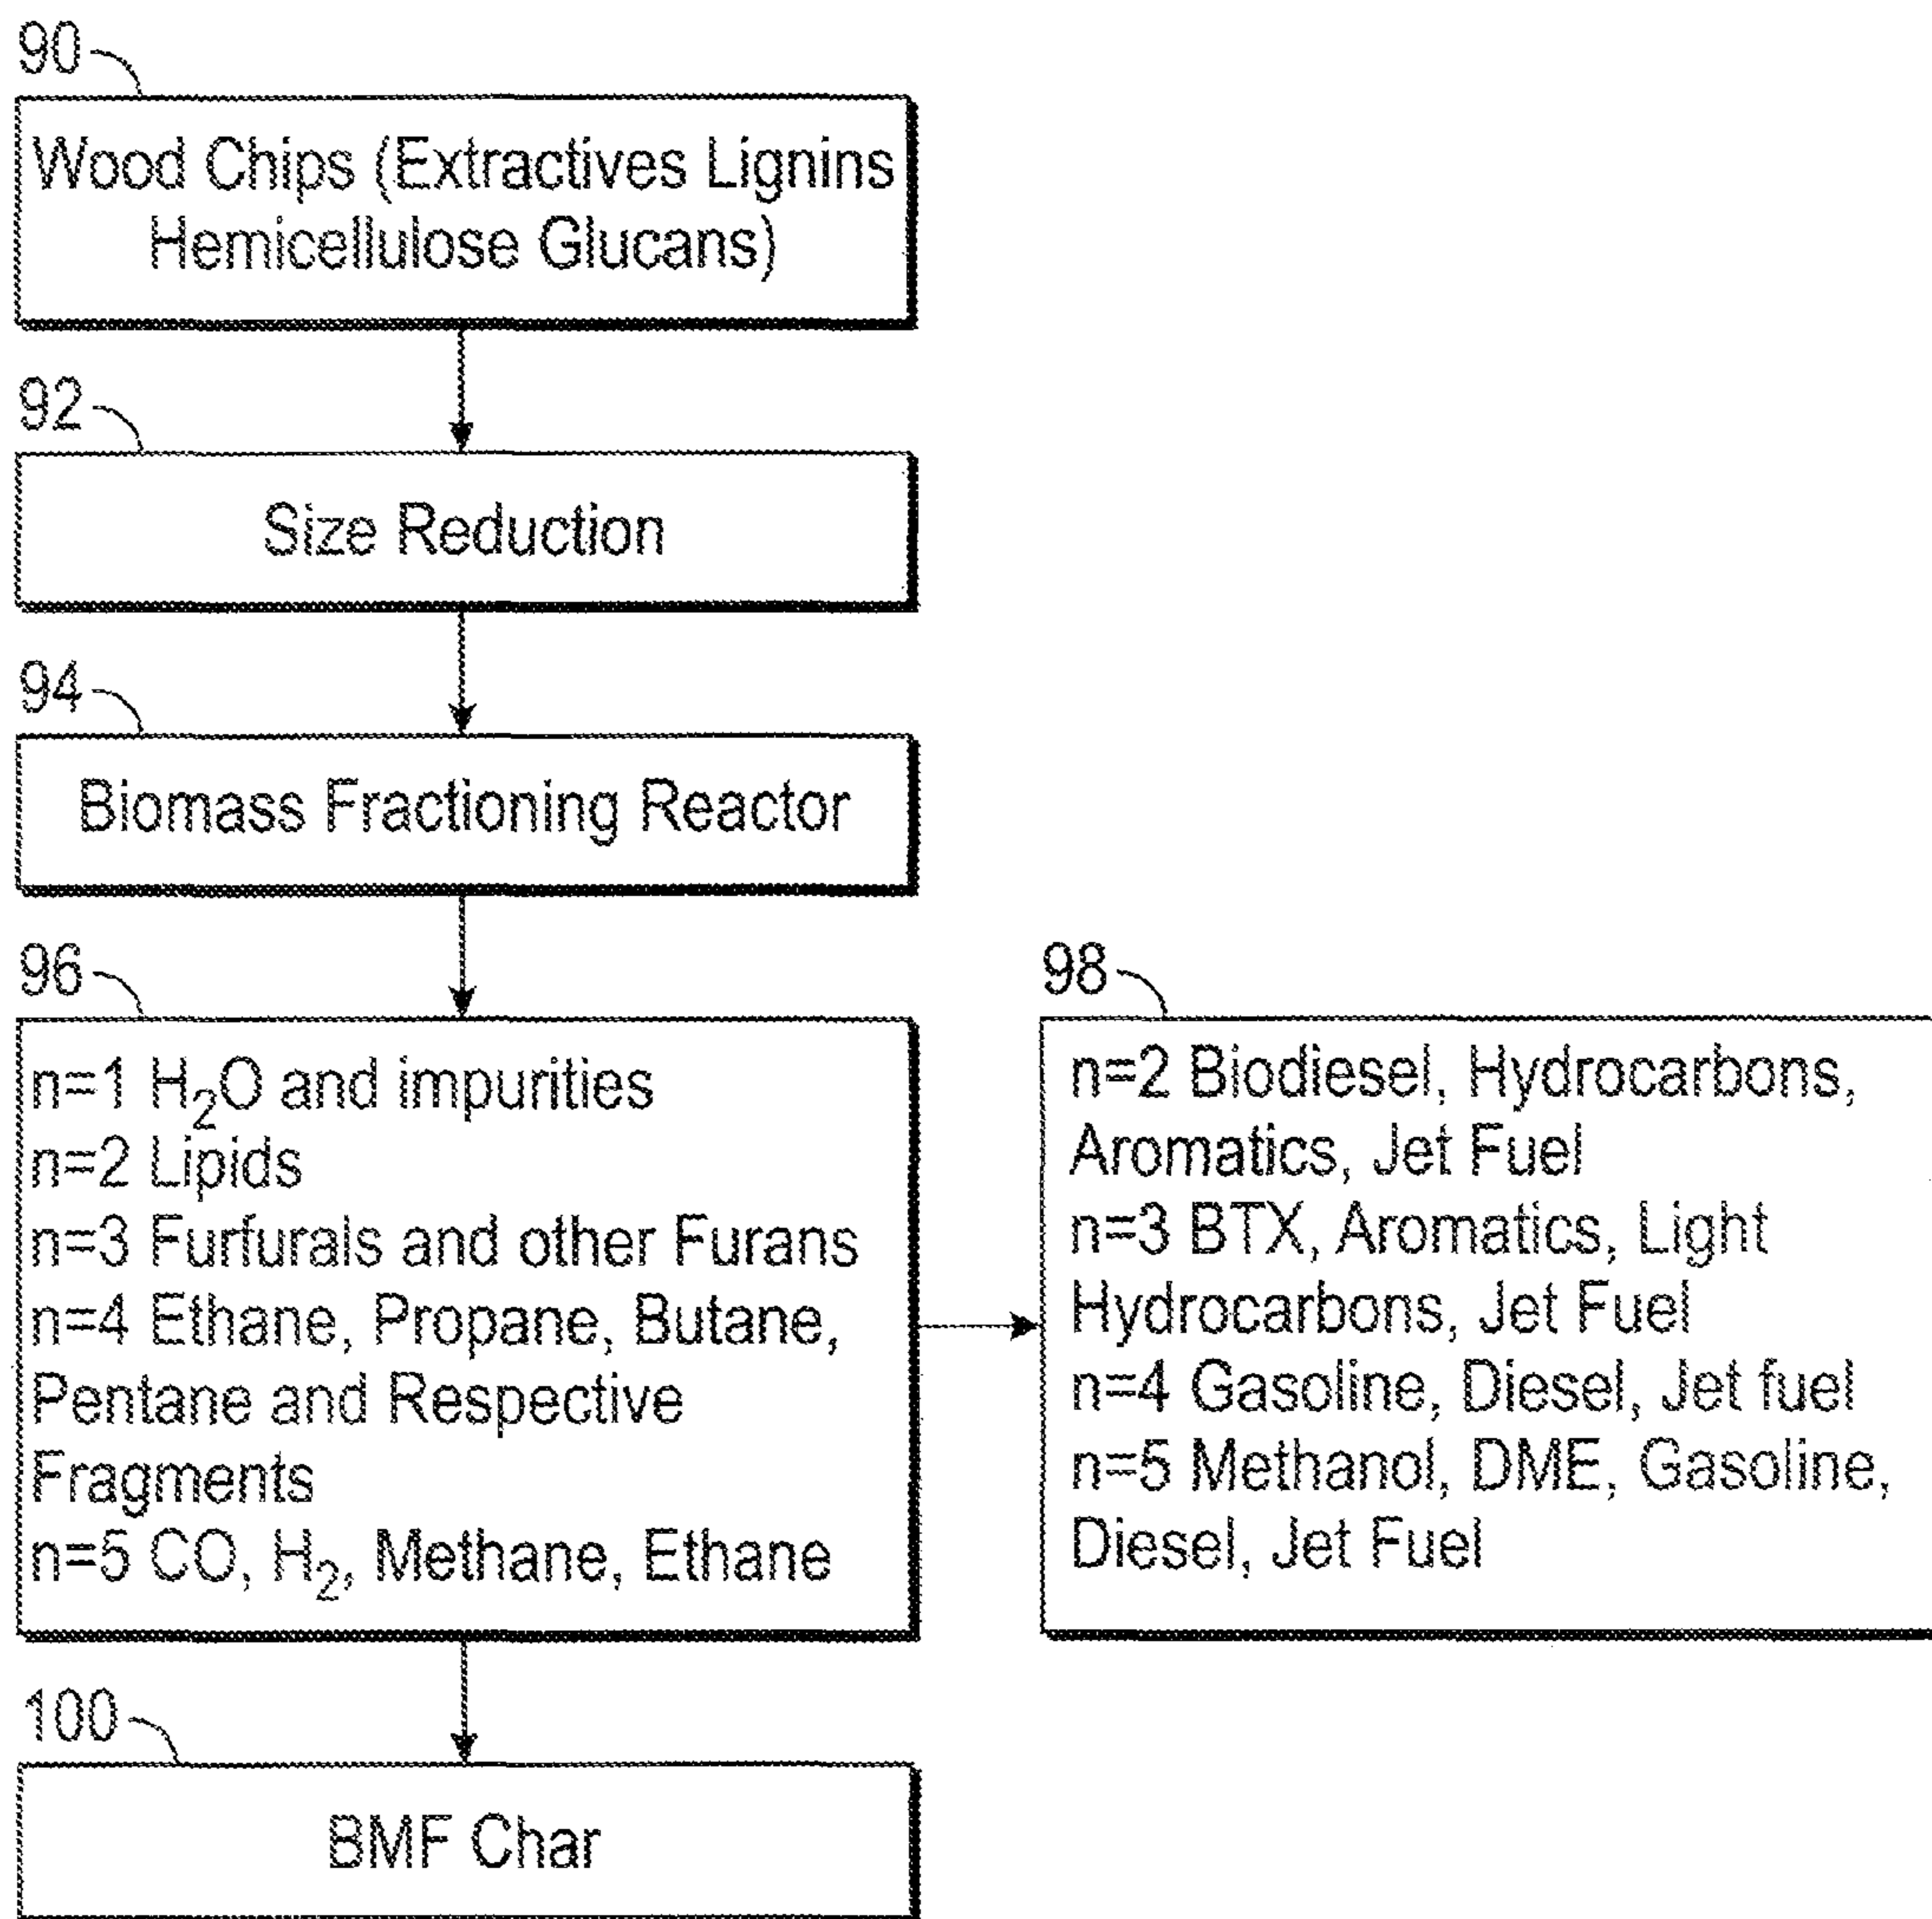 90
Wood Chips (Extractives Lignins
Hemicellulose Glucans)
92
Size Reduction
94
Biomass Fractioning Reactor
96
n=1 H₂O and impurities
n=2 Lipids
n=3 Furfurals and other Furans
n=4 Ethane, Propane, Butane,
Pentane and Respective
Fragments
n=5 CO, H₂, Methane, Ethane
98
n=2 Biodiesel, Hydrocarbons,
Aromatics, Jet Fuel
n=3 BTX, Aromatics, Light
Hydrocarbons, Jet Fuel
n=4 Gasoline, Diesel, Jet fuel
n=5 Methanol, DME, Gasoline,
Diesel, Jet Fuel
100
BMF Char